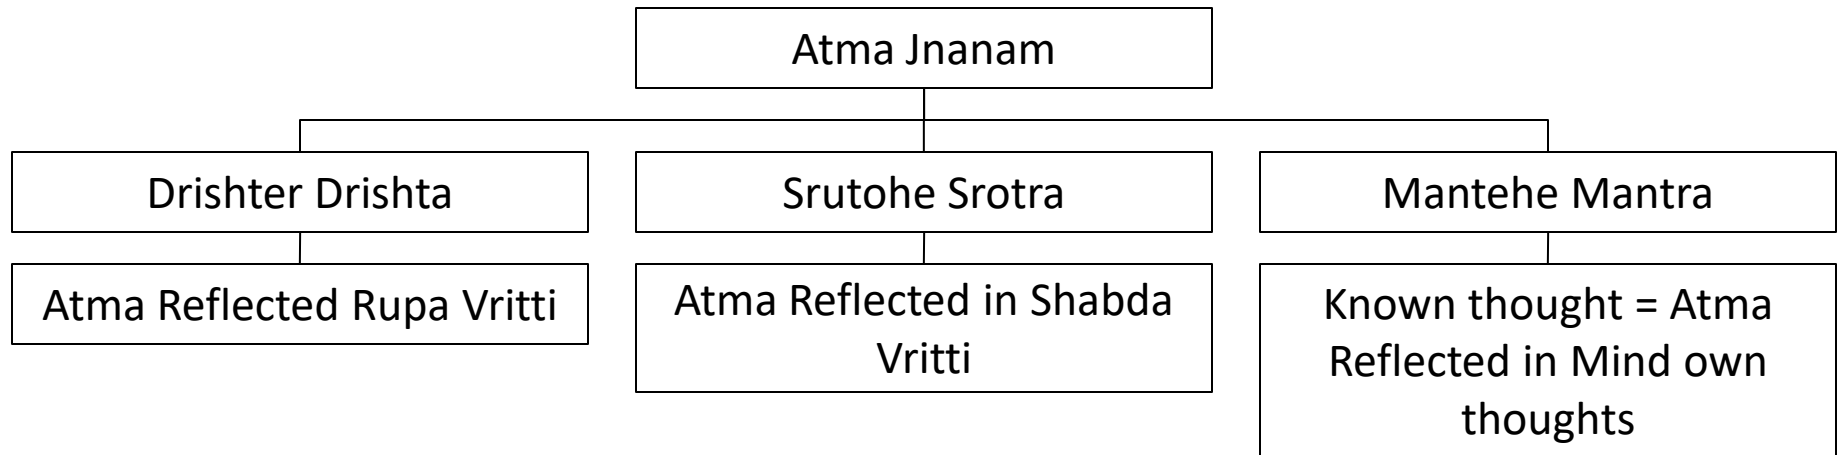 Atma Jnanam
Drishter Drishta
Srutohe Srotra
Mantehe Mantra
Atma Reflected Rupa Vritti
Atma Reflected in Shabda
Vritti
Known thought = Atma
Reflected in Mind own
thoughts